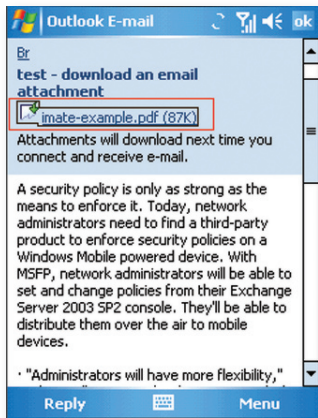 Outlook E-mail ok
Br
test - download an email
attachment
imate-example.pdf (87K)
Attachments will download next time you
connect and receive e-mail.
A security policy is only as strong as the
means to enforce it. Today, network
administrators need to find a third-party
product to enforce security policies on a
Windows Mobile powered device. With
MSFP, network administrators will be able to
set and change policies from their Exchange
Server 2003 SP2 console. They'll be able to
distribute them over the air to mobile
devices.
· "Administrators will have more flexibility,"
Reply Menu